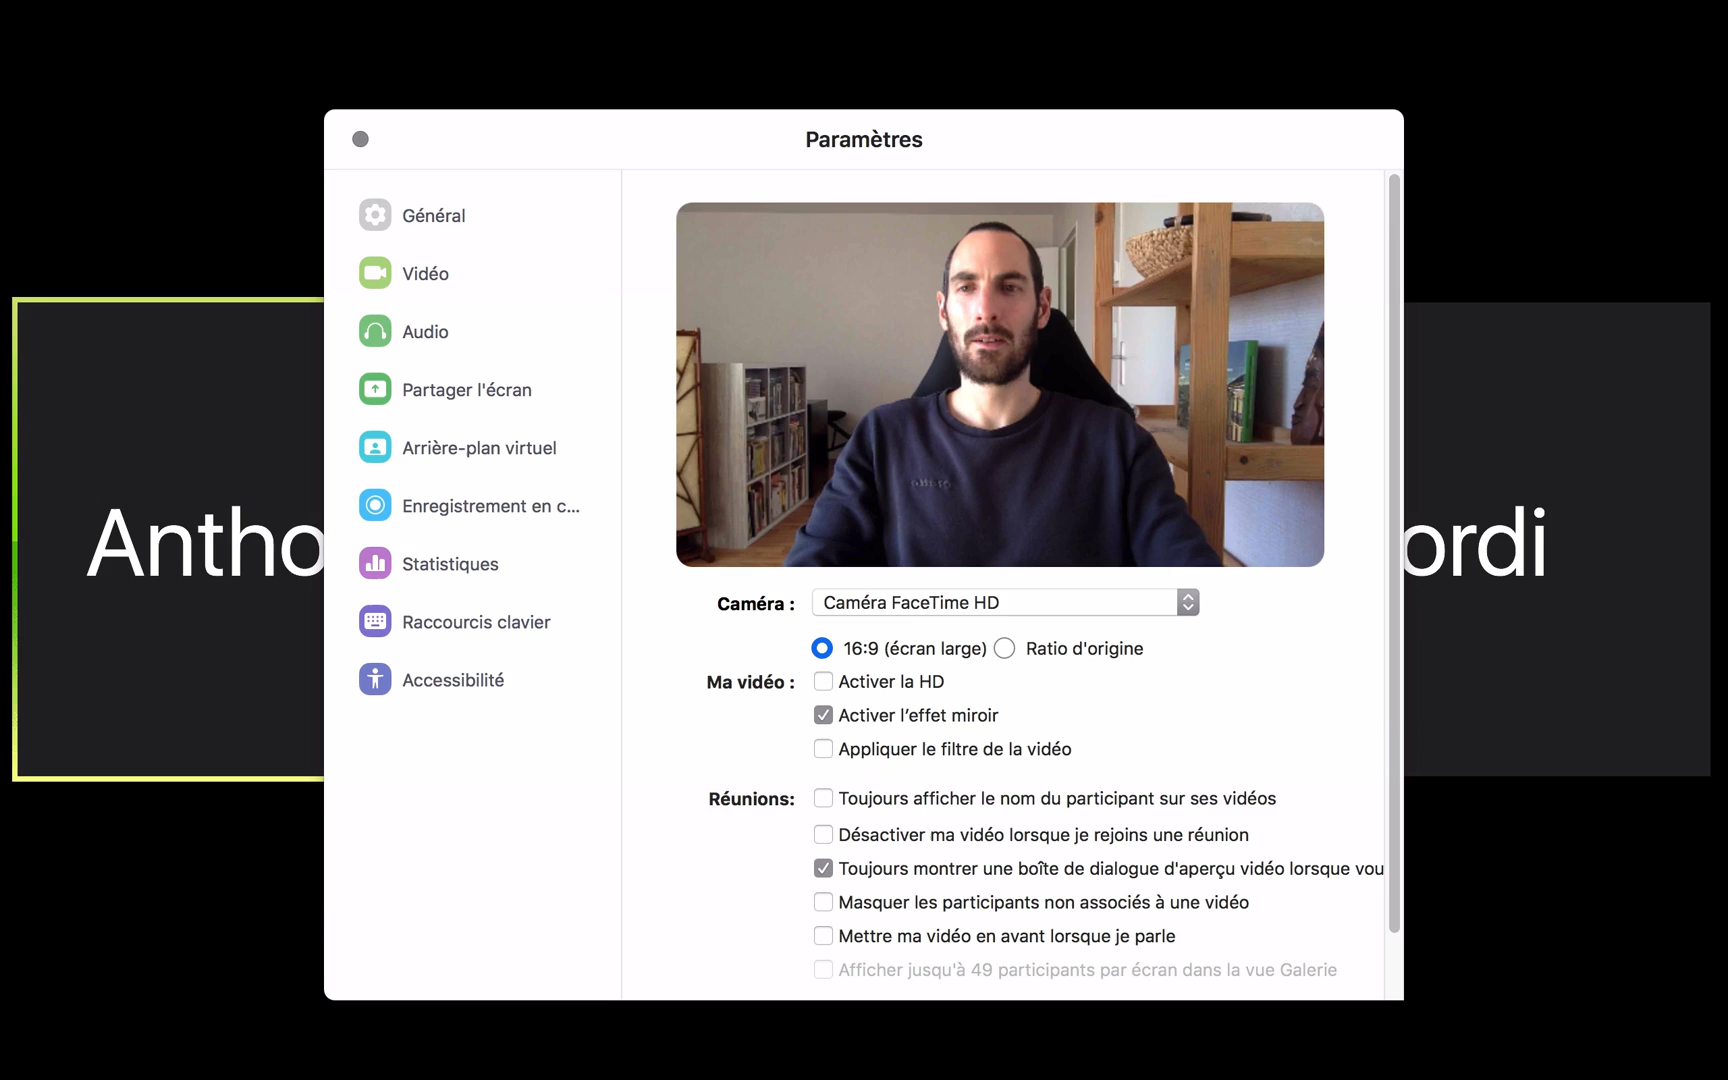 Paramètres
Général
Vidéo
Audio
Partager l'écran
Arrière-plan virtuel
Enregistrement en c...
Statistiques
Raccourcis clavier
Accessibilité
Antho
ordi
Caméra :
Caméra FaceTime HD
16:9 (écran large)
Ratio d'origine
Ma vidéo :
Activer la HD
Activer l’effet miroir
Appliquer le filtre de la vidéo
Réunions:
Toujours afficher le nom du participant sur ses vidéos
Désactiver ma vidéo lorsque je rejoins une réunion
Toujours montrer une boîte de dialogue d'aperçu vidéo lorsque vou
Masquer les participants non associés à une vidéo
Mettre ma vidéo en avant lorsque je parle
Afficher jusqu'à 49 participants par écran dans la vue Galerie